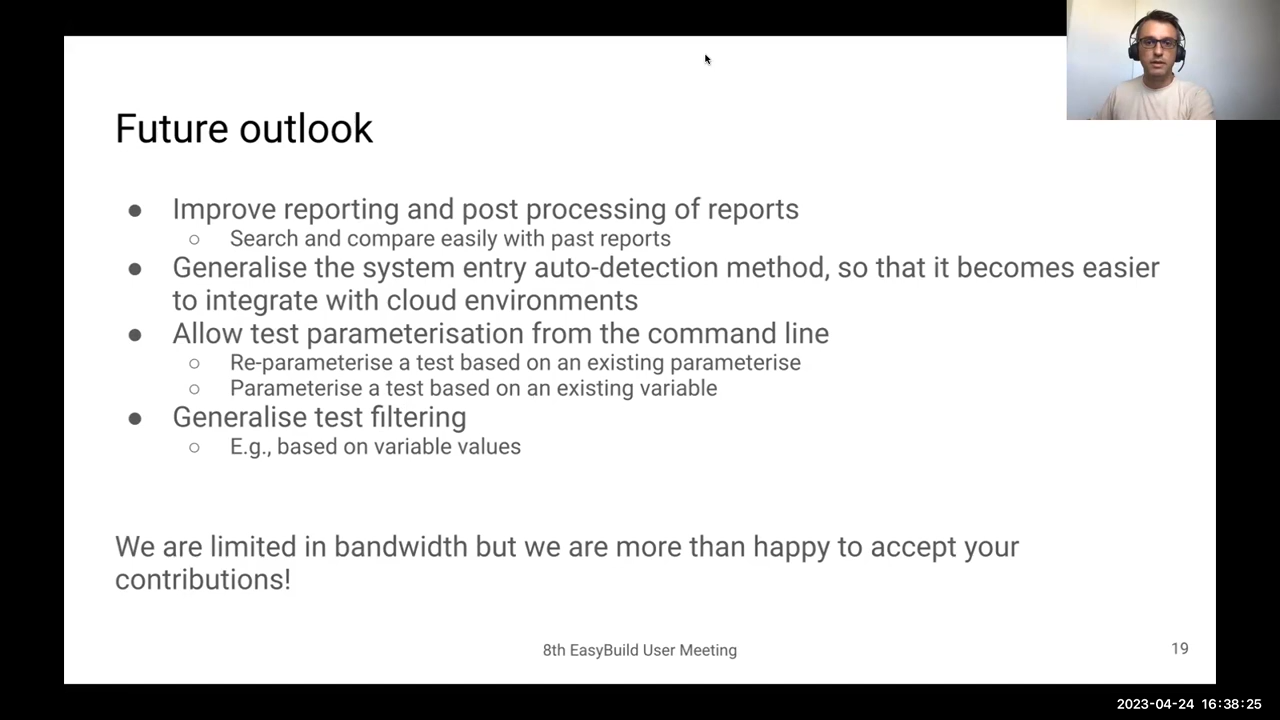 Future outlook
● Improve reporting and post processing of reports
○ Search and compare easily with past reports
● Generalise the system entry auto-detection method, so that it becomes easier
to integrate with cloud environments
● Allow test parameterisation from the command line
○ Re-parameterise a test based on an existing parameterise
○ Parameterise a test based on an existing variable
● Generalise test filtering
○ E.g., based on variable values
We are limited in bandwidth but we are more than happy to accept your
contributions!
8th EasyBuild User Meeting
19
2023-04-24 16:38:25